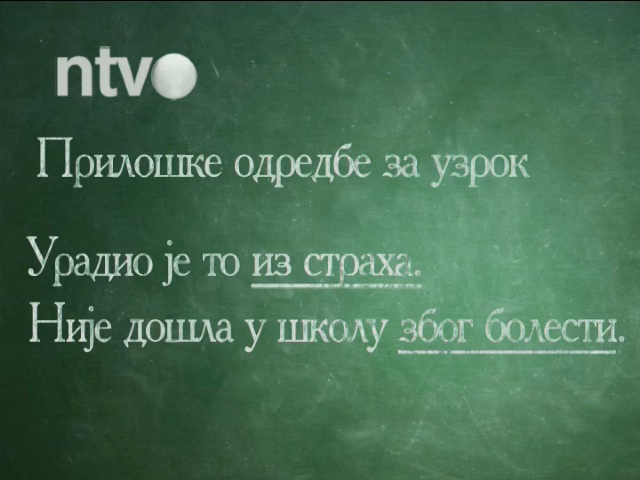 ntv
Прилошке одредбе за узрок
Урадио је то из страха.
Није дошла у школу због болести.